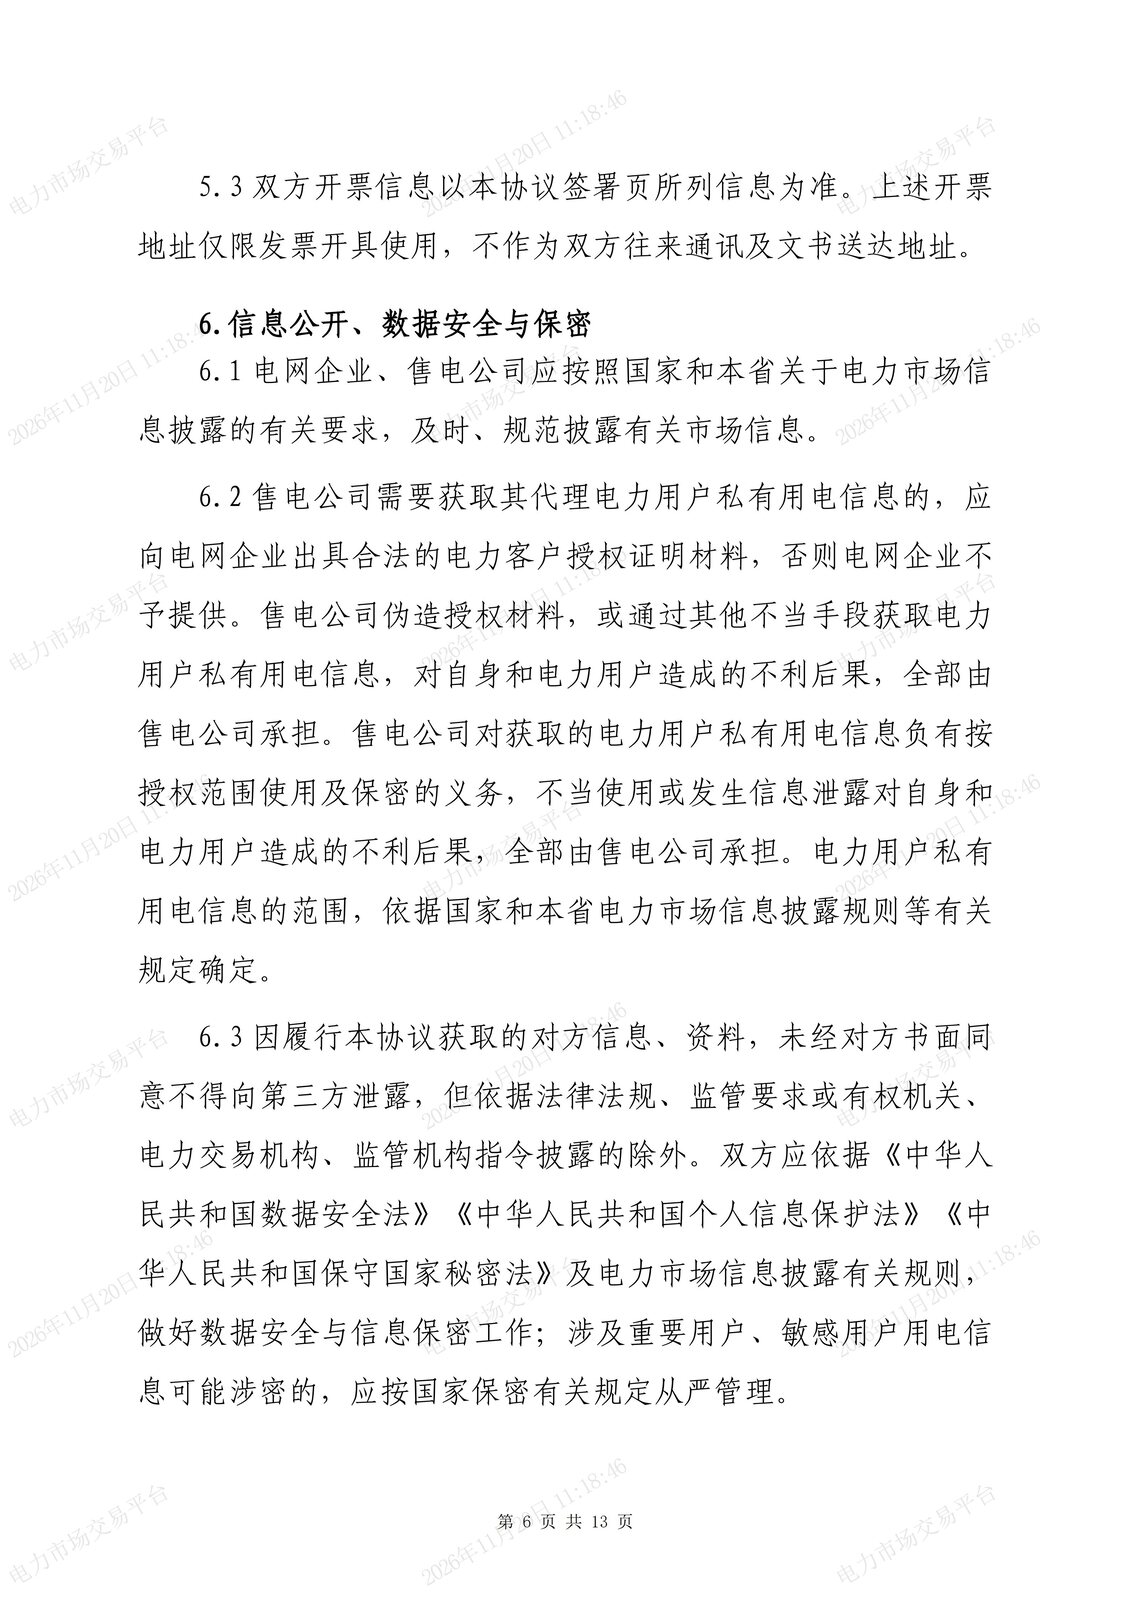 5.3 双方开票信息以本协议签署页所列信息为准。上述开票
地址仅限发票开具使用，不作为双方往来通讯及文书送达地址。
6.信息公开、数据安全与保密
6.1 电网企业、售电公司应按照国家和本省关于电力市场信
息披露的有关要求，及时、规范披露有关市场信息。
6.2 售电公司需要获取其代理电力用户私有用电信息的，应
向电网企业出具合法的电力客户授权证明材料，否则电网企业不
予提供。售电公司伪造授权材料，或通过其他不当手段获取电力
用户私有用电信息，对自身和电力用户造成的不利后果，全部由
售电公司承担。售电公司对获取的电力用户私有用电信息负有按
授权范围使用及保密的义务，不当使用或发生信息泄露对自身和
电力用户造成的不利后果，全部由售电公司承担。电力用户私有
用电信息的范围，依据国家和本省电力市场信息披露规则等有关
规定确定。
6.3 因履行本协议获取的对方信息、资料，未经对方书面同
意不得向第三方泄露，但依据法律法规、监管要求或有权机关、
电力交易机构、监管机构指令披露的除外。双方应依据《中华人
民共和国数据安全法》《中华人民共和国个人信息保护法》《中
华人民共和国保守国家秘密法》及电力市场信息披露有关规则，
做好数据安全与信息保密工作；涉及重要用户、敏感用户用电信
息可能涉密的，应按国家保密有关规定从严管理。
第 6 页 共 13 页
电力市场交易平台
2026年11月20日 11:18:46